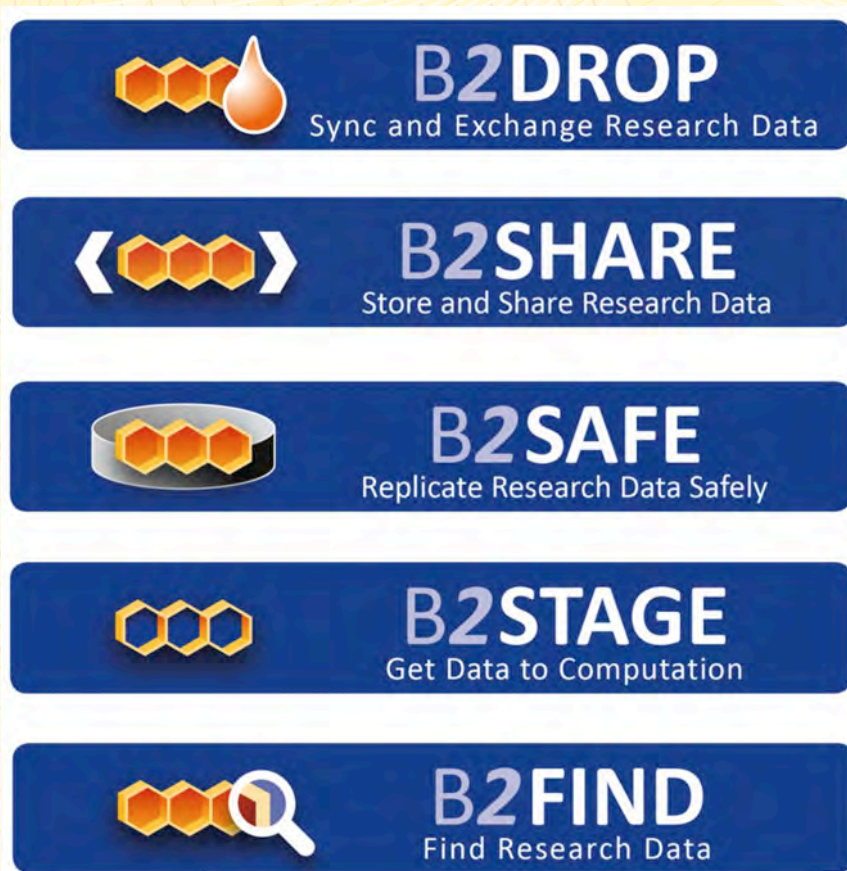 B2DROP
Sync and Exchange Research Data
B2SHARE
Store and Share Research Data
B2SAFE
Replicate Research Data Safely
B2STAGE
Get Data to Computation
B2FIND
Find Research Data